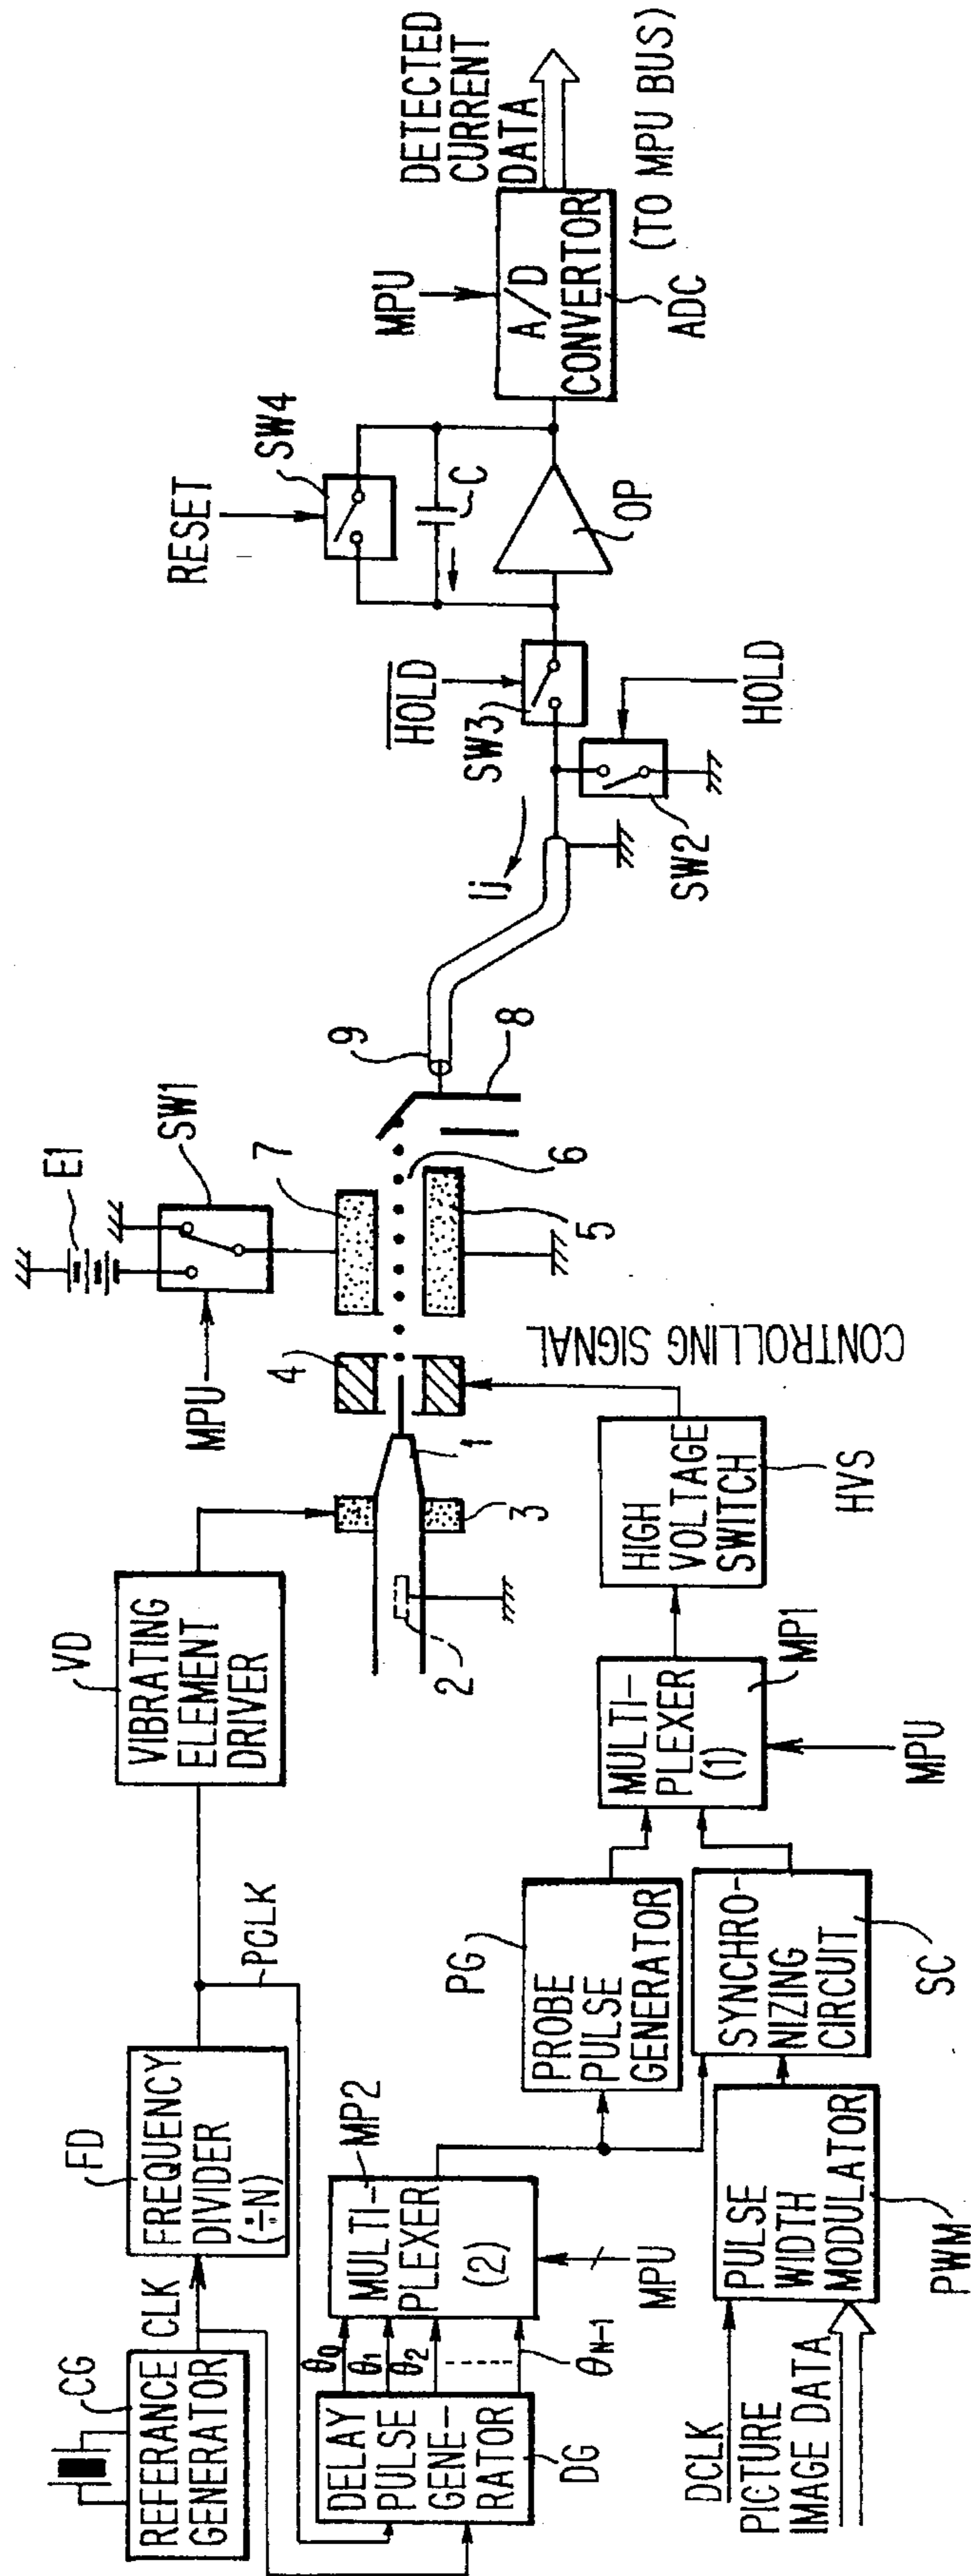 CG
REFERANCE
GENERATOR
CLK
FD
FREQUENCY
DIVIDER
(÷N)
PCLK
VD
VIBRATING
ELEMENT
DRIVER
DELAY
PULSE
GENE-
RATOR
DG
θ0
θ1
θ2
θN-1
MP2
MULTI-
PLEXER
(2)
MPU
DCLK
PICTURE
IMAGE DATA
PULSE
WIDTH
MODULATOR
PWM
PG
PROBE
PULSE
GENERATOR
SYNCHRO-
NIZING
CIRCUIT
SC
MULTI-
PLEXER
(1)
MP1
MPU
HIGH
VOLTAGE
SWITCH
HVS
CONTROLLING SIGNAL
2
3
1
4
MPU
E1
SW1
7
5
6
8
9
Ij
HOLD
SW3
SW2
HOLD
RESET
SW4
C
OP
MPU
A/D
CONVERTOR
ADC
DETECTED
CURRENT
DATA
(TO MPU BUS)